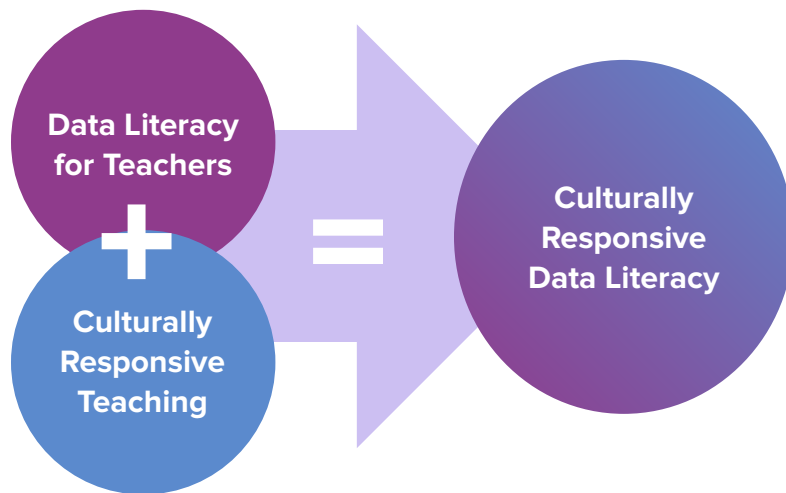 Data Literacy
for Teachers
+
Culturally
Responsive
Teaching
=
Culturally
Responsive
Data Literacy